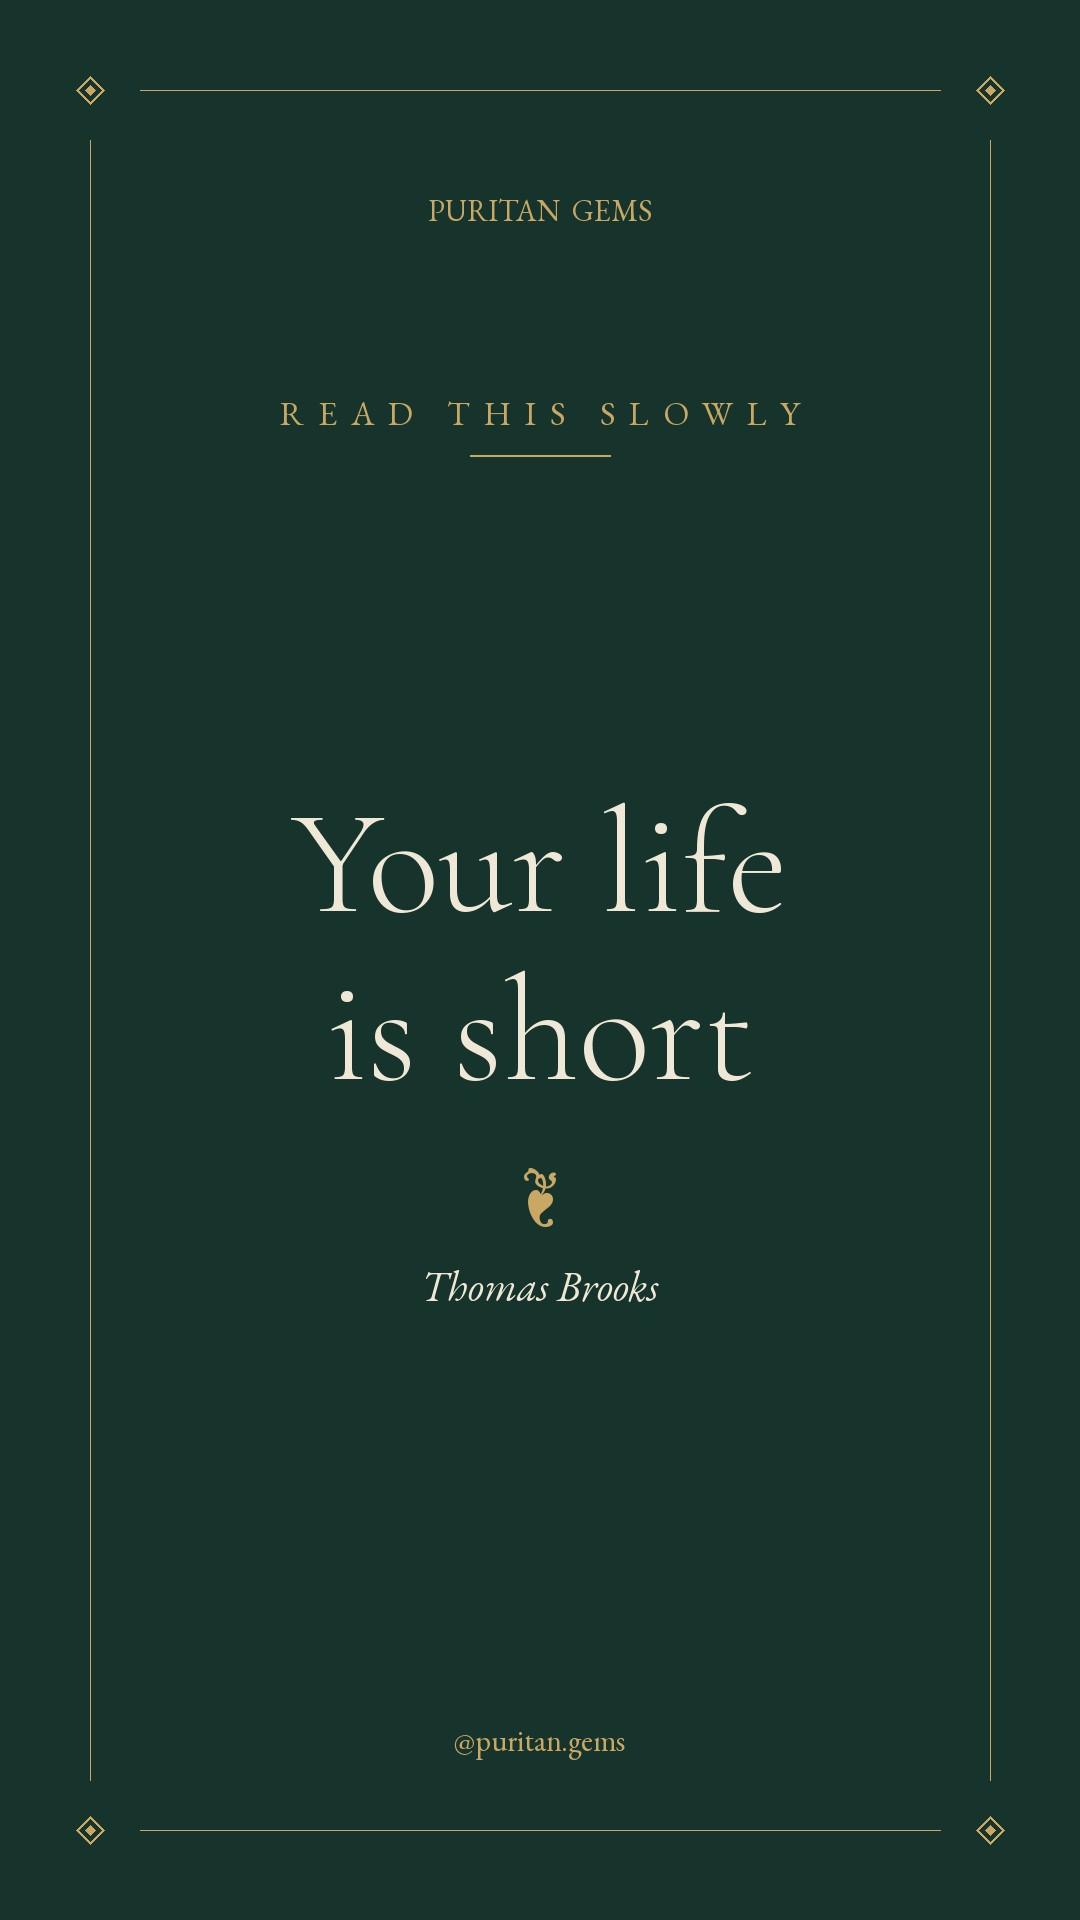 PURITAN GEMS
READ THIS SLOWLY
Your life
is short
Thomas Brooks
@puritan.gems